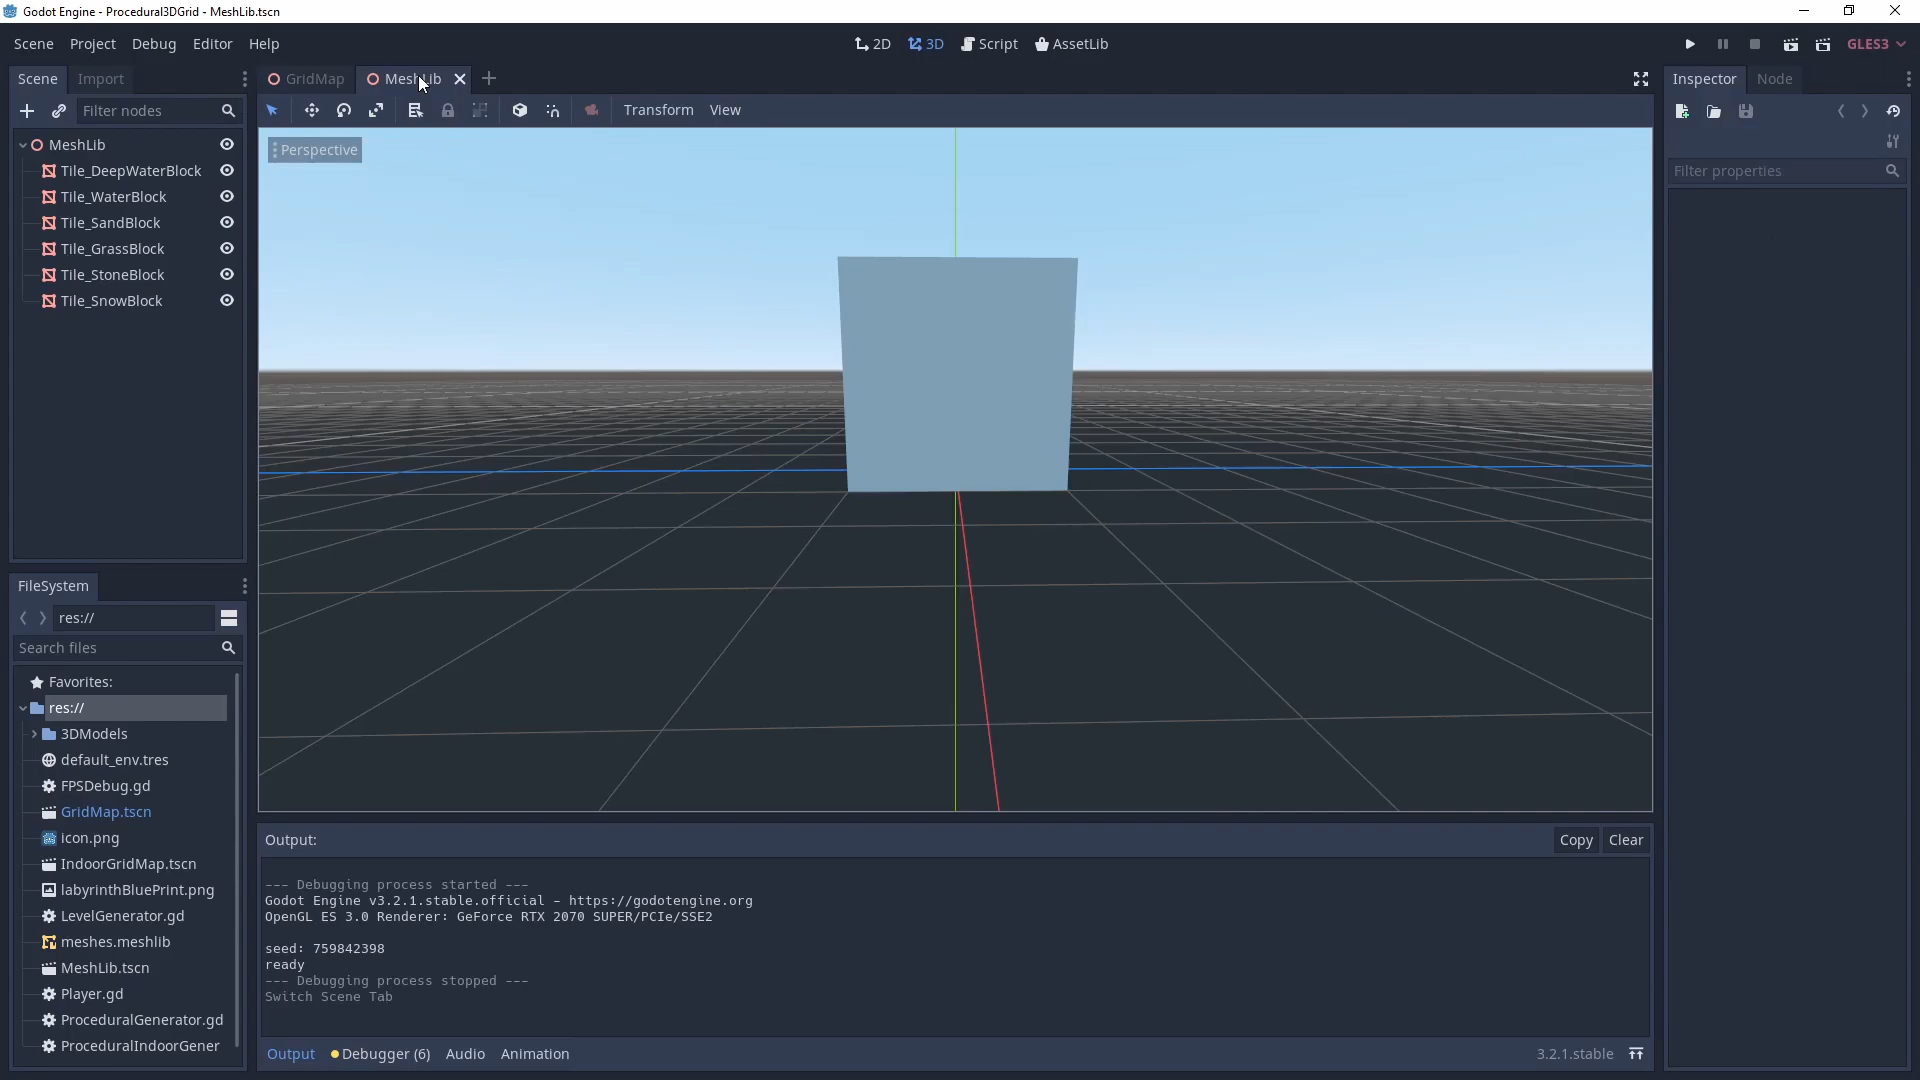 Godot Engine - Procedural3DGrid - MeshLib.tscn
Scene Project Debug Editor Help
2D 3D Script AssetLib
GLES3
Scene Import
Filter nodes
MeshLib
Tile_DeepWaterBlock
Tile_WaterBlock
Tile_SandBlock
Tile_GrassBlock
Tile_StoneBlock
Tile_SnowBlock
FileSystem
res://
Search files
Favorites:
res://
3DModels
default_env.tres
FPSDebug.gd
GridMap.tscn
icon.png
IndoorGridMap.tscn
labyrinthBluePrint.png
LevelGenerator.gd
meshes.meshlib
MeshLib.tscn
Player.gd
ProceduralGenerator.gd
ProceduralIndoorGener
GridMap MeshLib
Transform View
Perspective
Output:
Copy Clear
--- Debugging process started ---
Godot Engine v3.2.1.stable.official - https://godotengine.org
OpenGL ES 3.0 Renderer: GeForce RTX 2070 SUPER/PCIe/SSE2
seed: 759842398
ready
--- Debugging process stopped ---
Switch Scene Tab
Output Debugger (6) Audio Animation
3.2.1.stable
Inspector Node
Filter properties